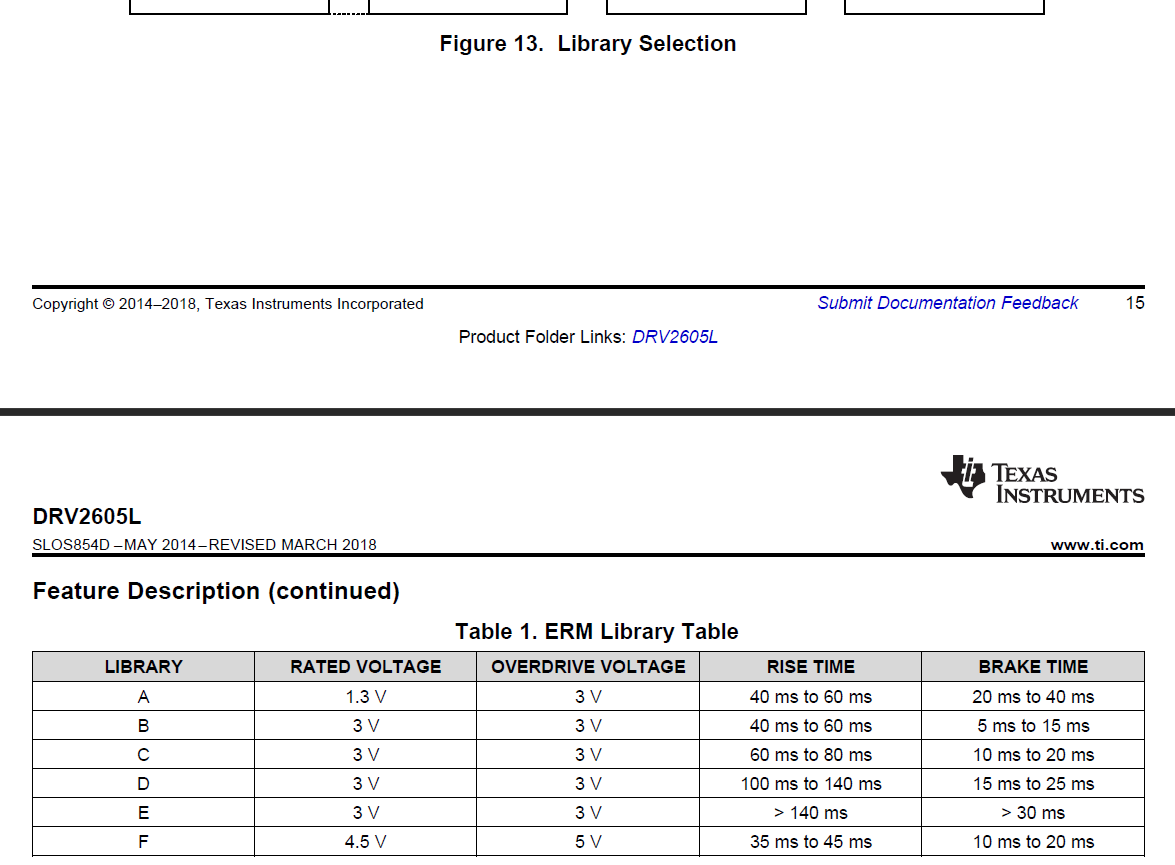 Figure 13. Library Selection
Copyright © 2014–2018, Texas Instruments Incorporated
Submit Documentation Feedback 15
Product Folder Links: DRV2605L
TEXAS
INSTRUMENTS
DRV2605L
SLOS854D –MAY 2014–REVISED MARCH 2018
www.ti.com
Feature Description (continued)
Table 1. ERM Library Table
LIBRARY RATED VOLTAGE OVERDRIVE VOLTAGE RISE TIME BRAKE TIME
A 1.3 V 3 V 40 ms to 60 ms 20 ms to 40 ms
B 3 V 3 V 40 ms to 60 ms 5 ms to 15 ms
C 3 V 3 V 60 ms to 80 ms 10 ms to 20 ms
D 3 V 3 V 100 ms to 140 ms 15 ms to 25 ms
E 3 V 3 V > 140 ms > 30 ms
F 4.5 V 5 V 35 ms to 45 ms 10 ms to 20 ms